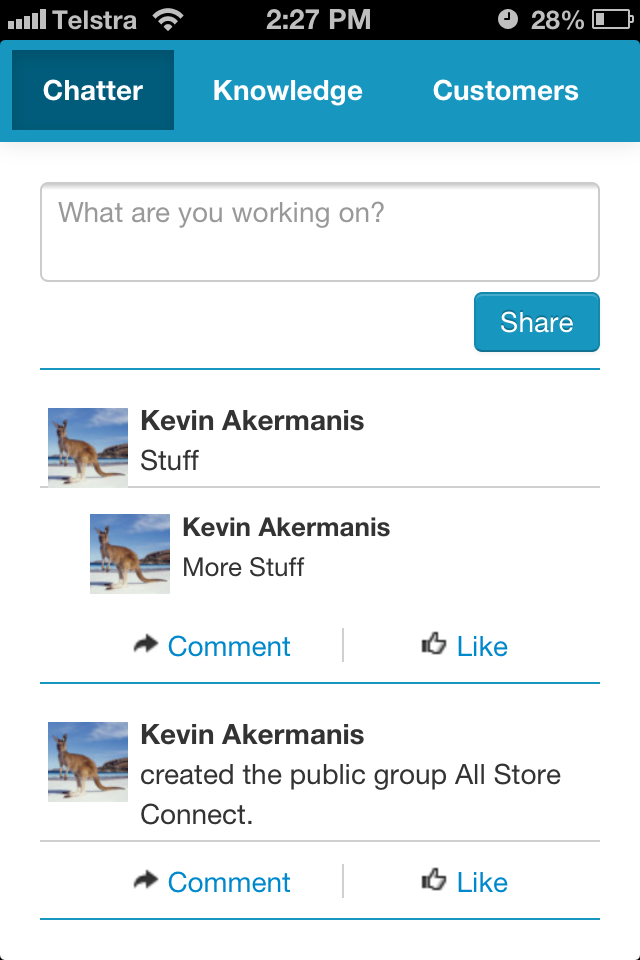 Telstra 2:27 PM 28%
Chatter Knowledge Customers
What are you working on?
Share
Kevin Akermanis
Stuff
Kevin Akermanis
More Stuff
Comment Like
Kevin Akermanis
created the public group All Store
Connect.
Comment Like